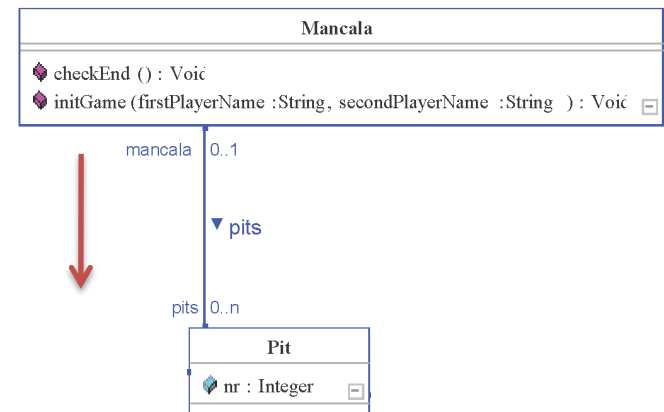 Mancala
checkEnd () : Void
initGame (firstPlayerName :String, secondPlayerName :String ) : Void
mancala 0..1
▼ pits
pits 0..n
Pit
nr : Integer